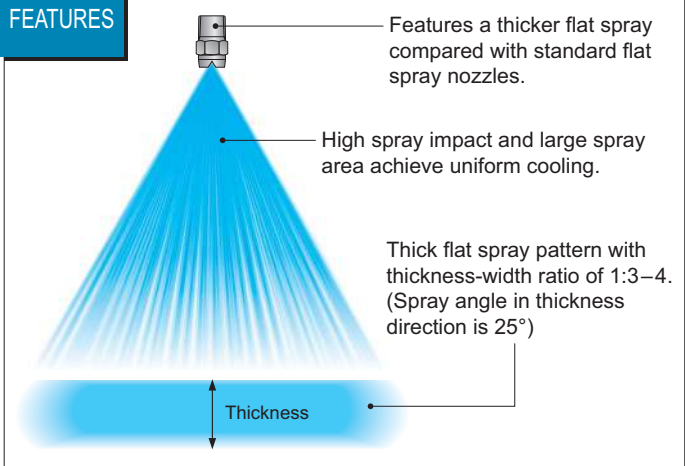 FEATURES
Features a thicker flat spray
compared with standard flat
spray nozzles.
High spray impact and large spray
area achieve uniform cooling.
Thick flat spray pattern with
thickness-width ratio of 1:3–4.
(Spray angle in thickness
direction is 25°)
Thickness